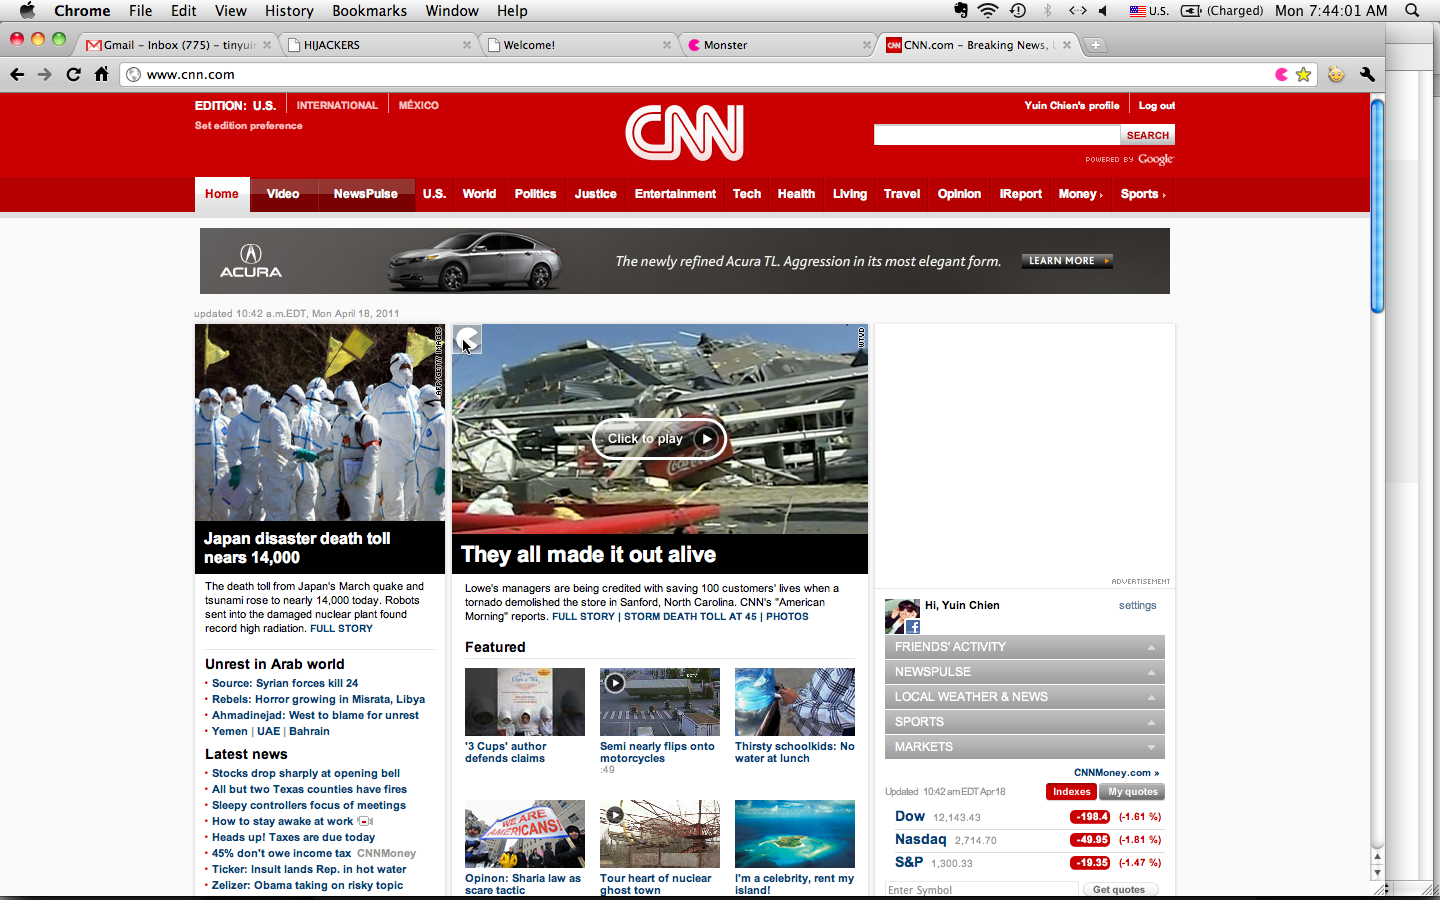 Chrome File Edit View History Bookmarks Window Help U.S. (Charged) Mon 7:44:01 AM
Gmail – Inbox (775) – tinyui
HIJACKERS
Welcome!
Monster
CNN.com – Breaking News, U
www.cnn.com
EDITION: U.S. INTERNATIONAL MÉXICO
Set edition preference
CNN
Yuin Chien's profile Log out
SEARCH
POWERED BY Google
Home Video NewsPulse U.S. World Politics Justice Entertainment Tech Health Living Travel Opinion iReport Money › Sports ›
ACURA
The newly refined Acura TL. Aggression in its most elegant form.
LEARN MORE
updated 10:42 a.m.EDT, Mon April 18, 2011
AFP/GETTY IMAGES
Japan disaster death toll
nears 14,000
The death toll from Japan's March quake and
tsunami rose to nearly 14,000 today. Robots
sent into the damaged nuclear plant found
record high radiation. FULL STORY
Unrest in Arab world
• Source: Syrian forces kill 24
• Rebels: Horror growing in Misrata, Libya
• Ahmadinejad: West to blame for unrest
• Yemen | UAE | Bahrain
Latest news
• Stocks drop sharply at opening bell
• All but two Texas counties have fires
• Sleepy controllers focus of meetings
• How to stay awake at work
• Heads up! Taxes are due today
• 45% don't owe income tax CNNMoney
• Ticker: Insult lands Rep. in hot water
• Zelizer: Obama taking on risky topic
WTVD
Click to play
Coca-Cola
They all made it out alive
Lowe's managers are being credited with saving 100 customers' lives when a
tornado demolished the store in Sanford, North Carolina. CNN's "American
Morning" reports. FULL STORY | STORM DEATH TOLL AT 45 | PHOTOS
Featured
'3 Cups' author
defends claims
Semi nearly flips onto
motorcycles
:49
Thirsty schoolkids: No
water at lunch
WE ARE
AMERICANS!
Opinon: Sharia law as
scare tactic
Tour heart of nuclear
ghost town
I'm a celebrity, rent my
island!
ADVERTISEMENT
Hi, Yuin Chien settings
FRIENDS' ACTIVITY
NEWSPULSE
LOCAL WEATHER & NEWS
SPORTS
MARKETS
CNNMoney.com »
Updated 10:42 am EDT Apr 18 Indexes My quotes
Dow 12,143.43 -198.4 (-1.61 %)
Nasdaq 2,714.70 -49.95 (-1.81 %)
S&P 1,300.33 -19.35 (-1.47 %)
Enter Symbol Get quotes